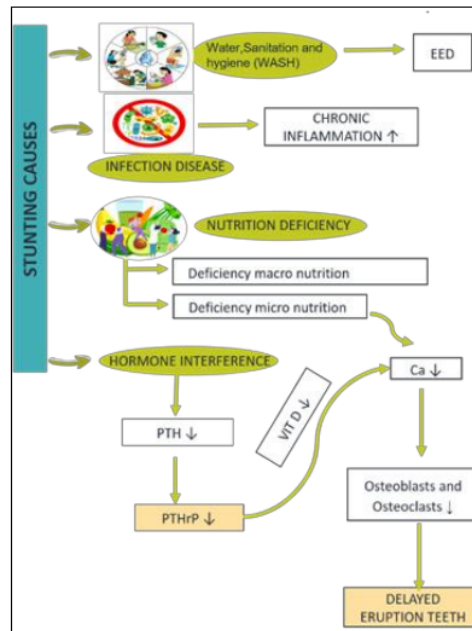 STUNTING CAUSES
Water,Sanitation and
hygiene (WASH)
EED
CHRONIC
INFLAMMATION ↑
INFECTION DISEASE
NUTRITION DEFICIENCY
Deficiency macro nutrition
Deficiency micro nutrition
HORMONE INTERFERENCE
Ca ↓
VIT D ↓
PTH ↓
PTHrP ↓
Osteoblasts and
Osteoclasts ↓
DELAYED
ERUPTION TEETH